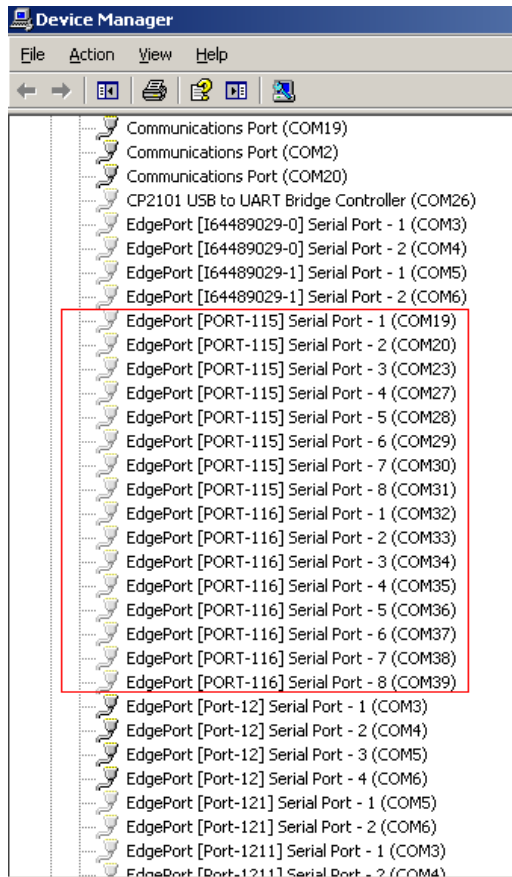 Device Manager
File Action View Help
Communications Port (COM19)
Communications Port (COM2)
Communications Port (COM20)
CP2101 USB to UART Bridge Controller (COM26)
EdgePort [I64489029-0] Serial Port - 1 (COM3)
EdgePort [I64489029-0] Serial Port - 2 (COM4)
EdgePort [I64489029-1] Serial Port - 1 (COM5)
EdgePort [I64489029-1] Serial Port - 2 (COM6)
EdgePort [PORT-115] Serial Port - 1 (COM19)
EdgePort [PORT-115] Serial Port - 2 (COM20)
EdgePort [PORT-115] Serial Port - 3 (COM23)
EdgePort [PORT-115] Serial Port - 4 (COM27)
EdgePort [PORT-115] Serial Port - 5 (COM28)
EdgePort [PORT-115] Serial Port - 6 (COM29)
EdgePort [PORT-115] Serial Port - 7 (COM30)
EdgePort [PORT-115] Serial Port - 8 (COM31)
EdgePort [PORT-116] Serial Port - 1 (COM32)
EdgePort [PORT-116] Serial Port - 2 (COM33)
EdgePort [PORT-116] Serial Port - 3 (COM34)
EdgePort [PORT-116] Serial Port - 4 (COM35)
EdgePort [PORT-116] Serial Port - 5 (COM36)
EdgePort [PORT-116] Serial Port - 6 (COM37)
EdgePort [PORT-116] Serial Port - 7 (COM38)
EdgePort [PORT-116] Serial Port - 8 (COM39)
EdgePort [Port-12] Serial Port - 1 (COM3)
EdgePort [Port-12] Serial Port - 2 (COM4)
EdgePort [Port-12] Serial Port - 3 (COM5)
EdgePort [Port-12] Serial Port - 4 (COM6)
EdgePort [Port-121] Serial Port - 1 (COM5)
EdgePort [Port-121] Serial Port - 2 (COM6)
EdgePort [Port-1211] Serial Port - 1 (COM3)
EdgePort [Port-1211] Serial Port - 2 (COM4)